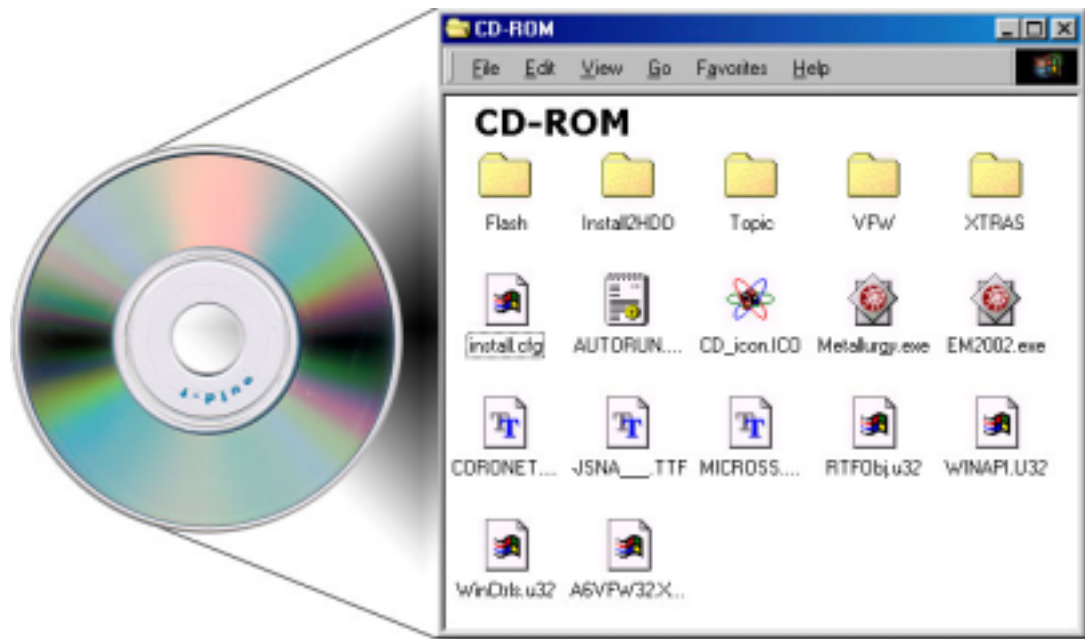 CD-ROM
File Edit View Go Favorites Help
CD-ROM
Flash Install2HDD Topic VFW XTRAS
install.cfg AUTORUN.... CD_icon.ICO Metallurgy.exe EM2002.exe
CORONET.... JSNA___.TTF MICROSS.... RTFObj.u32 WINAPI.U32
WinCtrls.u32 A6VFW32.X...